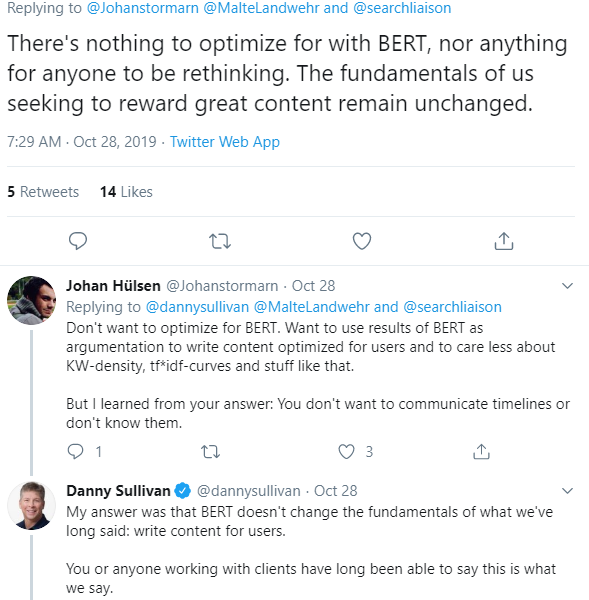 Replying to @Johanstormarn @MalteLandwehr and @searchliaison
There's nothing to optimize for with BERT, nor anything
for anyone to be rethinking. The fundamentals of us
seeking to reward great content remain unchanged.
7:29 AM · Oct 28, 2019 · Twitter Web App
5 Retweets 14 Likes
Johan Hülsen @Johanstormarn · Oct 28
Replying to @dannysullivan @MalteLandwehr and @searchliaison
Don't want to optimize for BERT. Want to use results of BERT as
argumentation to write content optimized for users and to care less about
KW-density, tf*idf-curves and stuff like that.
But I learned from your answer: You don't want to communicate timelines or
don't know them.
1 3
Danny Sullivan @dannysullivan · Oct 28
My answer was that BERT doesn't change the fundamentals of what we've
long said: write content for users.
You or anyone working with clients have long been able to say this is what
we say.